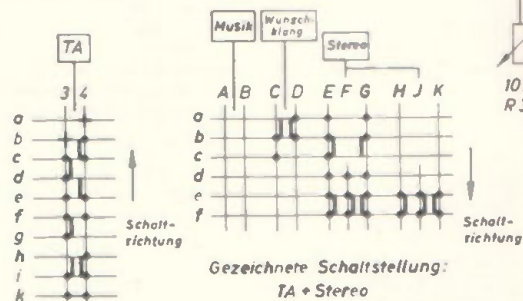 TA
3 4
a
b
c
d
e
f
g
h
i
k
Schalt-
richtung
Musik
Wunsch-
klang
Stereo
A B C D E F G H J K
a
b
c
d
e
f
Schalt-
richtung
Gezeichnete Schaltstellung:
TA + Stereo
10